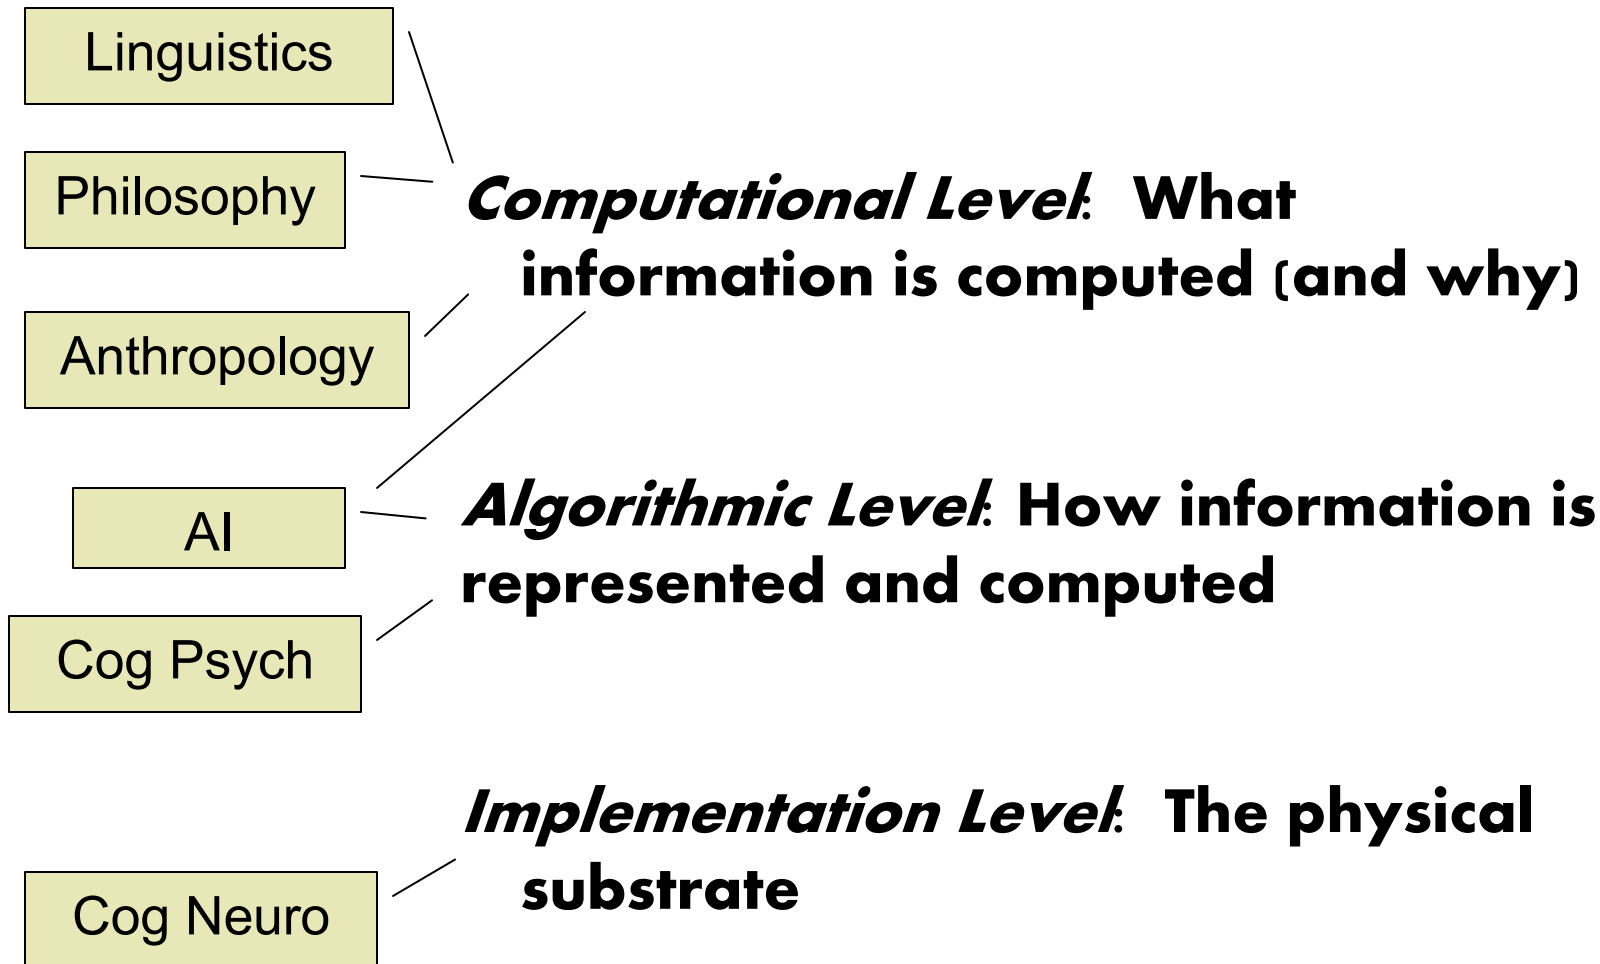 Linguistics
Philosophy
Computational Level:  What
information is computed (and why)
Anthropology
AI
Algorithmic Level: How information is
represented and computed
Cog Psych
Implementation Level:  The physical
substrate
Cog Neuro